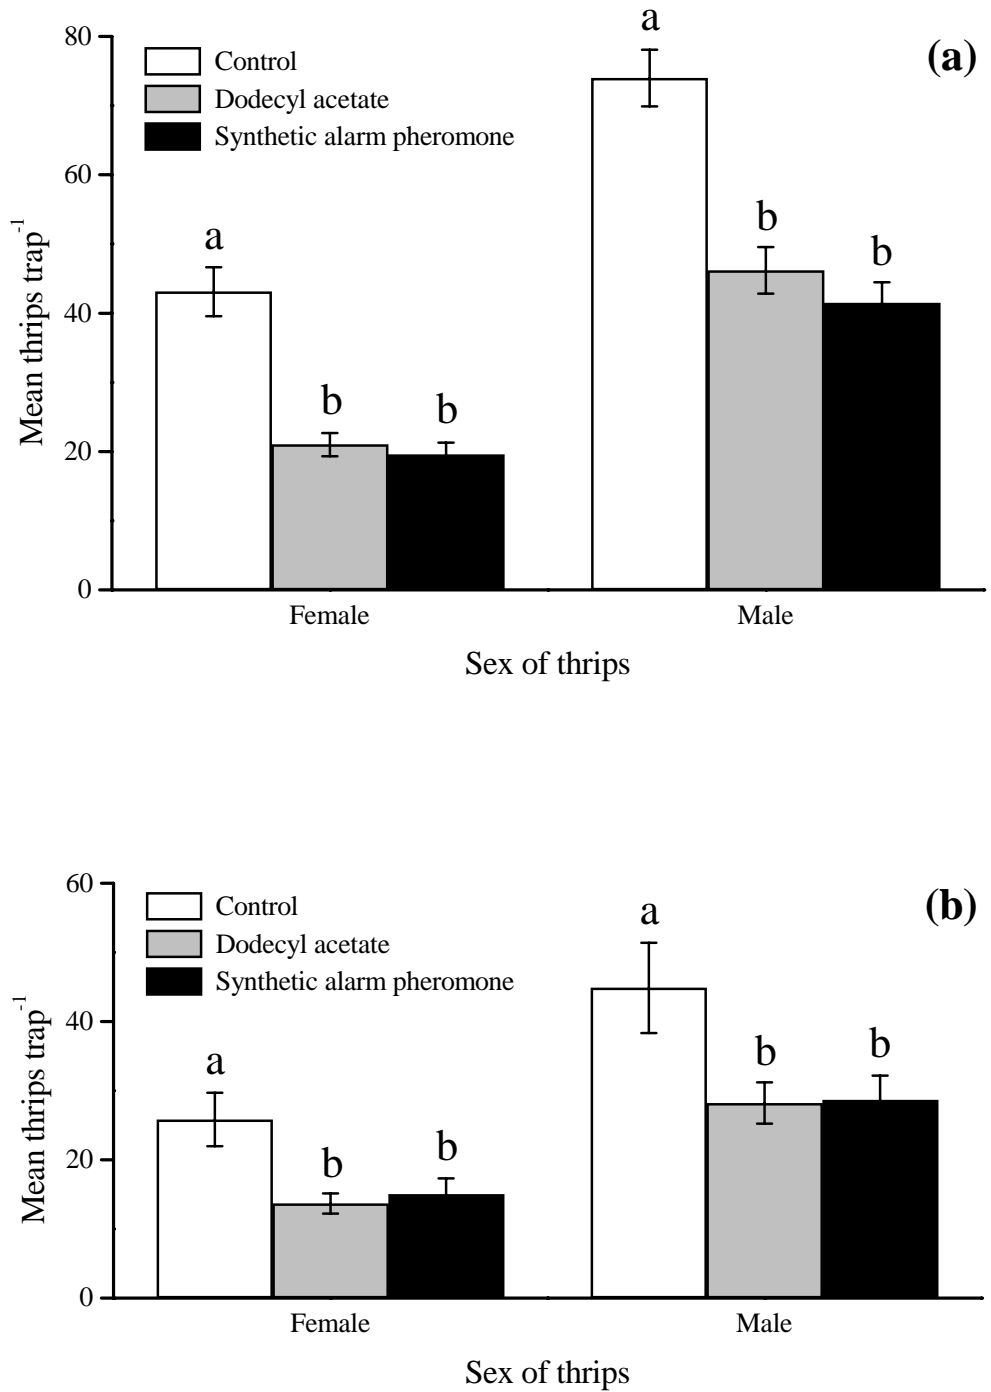 a
80
(a)
Control
Dodecyl acetate
Synthetic alarm pheromone
60
b
b
a
Mean thrips trap⁻¹
40
b
b
20
0
Female
Male
Sex of thrips
60
(b)
Control
a
Dodecyl acetate
Synthetic alarm pheromone
40
b
b
a
Mean thrips trap⁻¹
20
b
b
0
Female
Male
Sex of thrips